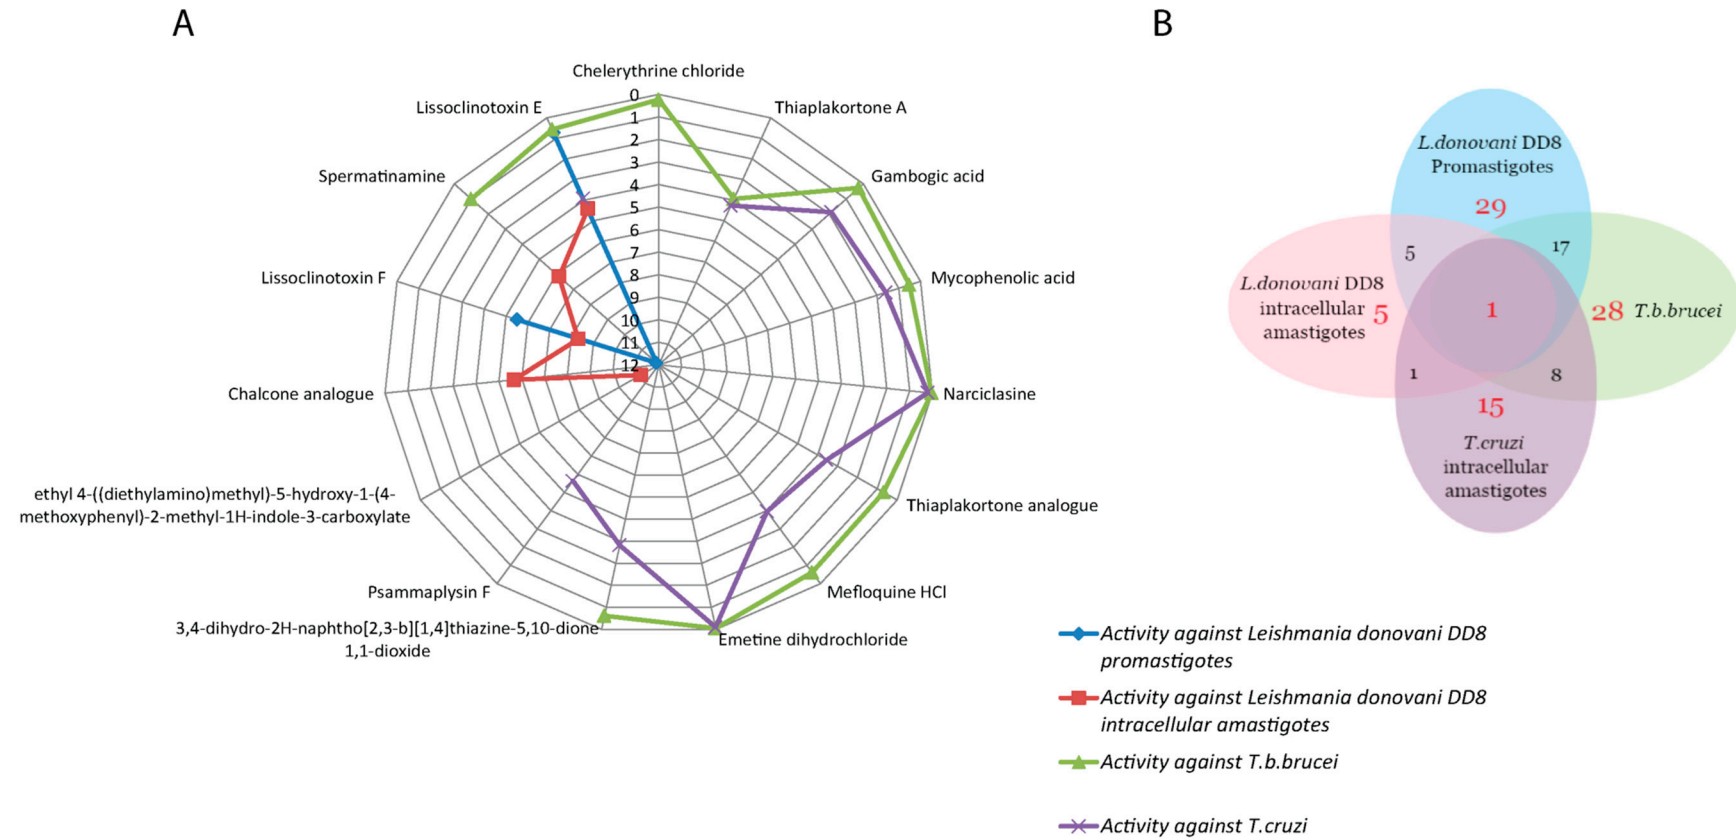 A
B
Chelerythrine chloride
Lissoclinotoxin E
Thiaplakortone A
Spermatinamine
Gambogic acid
Lissoclinotoxin F
Mycophenolic acid
Chalcone analogue
Narciclasine
ethyl 4-((diethylamino)methyl)-5-hydroxy-1-(4-
methoxyphenyl)-2-methyl-1H-indole-3-carboxylate
Thiaplakortone analogue
Psammaplysin F
Mefloquine HCl
3,4-dihydro-2H-naphtho[2,3-b][1,4]thiazine-5,10-dione
1,1-dioxide
Emetine dihydrochloride
0
1
2
3
4
5
6
7
8
9
10
11
12
L.donovani DD8
Promastigotes
29
5
17
L.donovani DD8
intracellular 5
amastigotes
1
28 T.b.brucei
1
8
15
T.cruzi
intracellular
amastigotes
Activity against Leishmania donovani DD8
promastigotes
Activity against Leishmania donovani DD8
intracellular amastigotes
Activity against T.b.brucei
Activity against T.cruzi